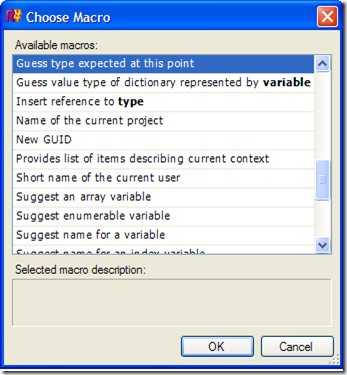 Choose Macro
Available macros:
Guess type expected at this point
Guess value type of dictionary represented by variable
Insert reference to type
Name of the current project
New GUID
Provides list of items describing current context
Short name of the current user
Suggest an array variable
Suggest enumerable variable
Suggest name for a variable
Suggest name for an index variable
Selected macro description:
OK
Cancel